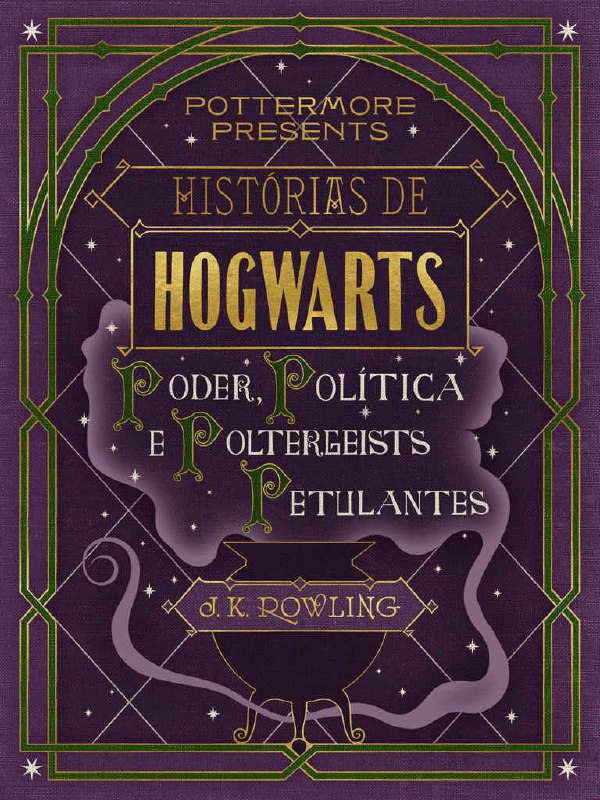 POTTERMORE
PRESENTS
HISTÓRIAS DE
HOGWARTS
PODER, POLÍTICA
E POLTERGEISTS
PETULANTES
J.K. ROWLING